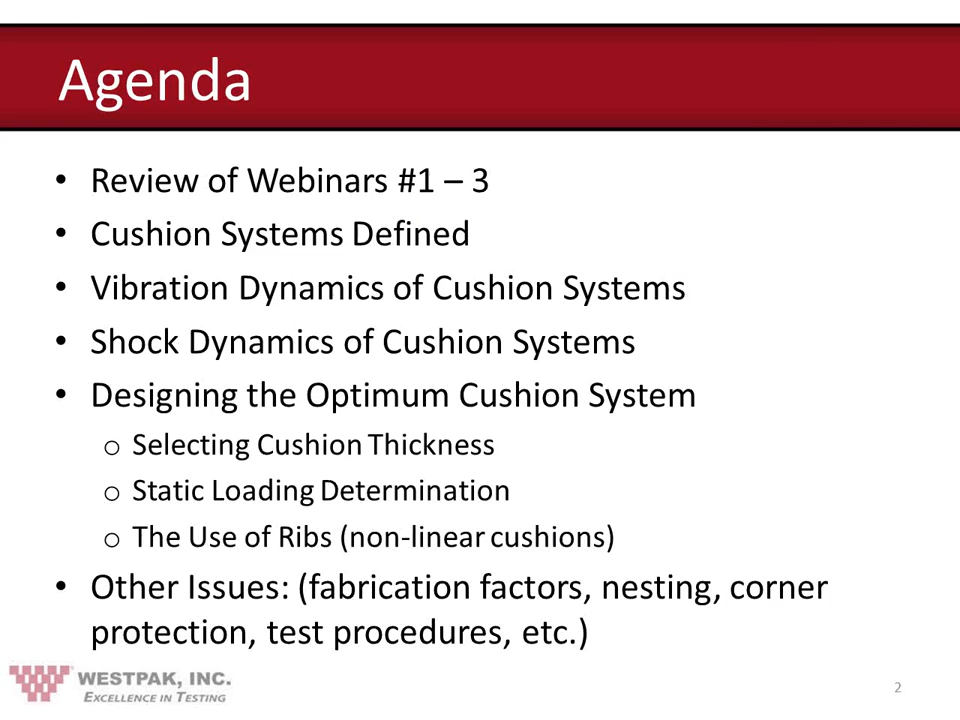 Agenda
• Review of Webinars #1 – 3
• Cushion Systems Defined
• Vibration Dynamics of Cushion Systems
• Shock Dynamics of Cushion Systems
• Designing the Optimum Cushion System
o Selecting Cushion Thickness
o Static Loading Determination
o The Use of Ribs (non-linear cushions)
• Other Issues: (fabrication factors, nesting, corner
protection, test procedures, etc.)
WESTPAK, INC.
EXCELLENCE IN TESTING
2